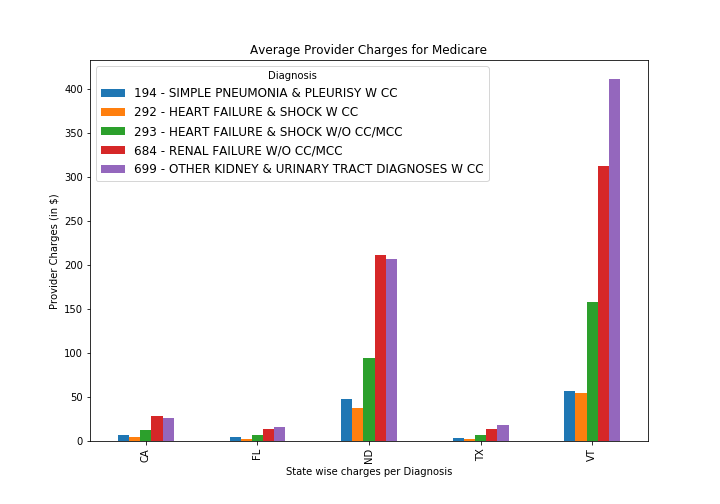 Average Provider Charges for Medicare
Diagnosis
194 - SIMPLE PNEUMONIA & PLEURISY W CC
292 - HEART FAILURE & SHOCK W CC
293 - HEART FAILURE & SHOCK W/O CC/MCC
684 - RENAL FAILURE W/O CC/MCC
699 - OTHER KIDNEY & URINARY TRACT DIAGNOSES W CC
Provider Charges (in $)
400
350
300
250
200
150
100
50
0
CA
FL
ND
TX
VT
State wise charges per Diagnosis